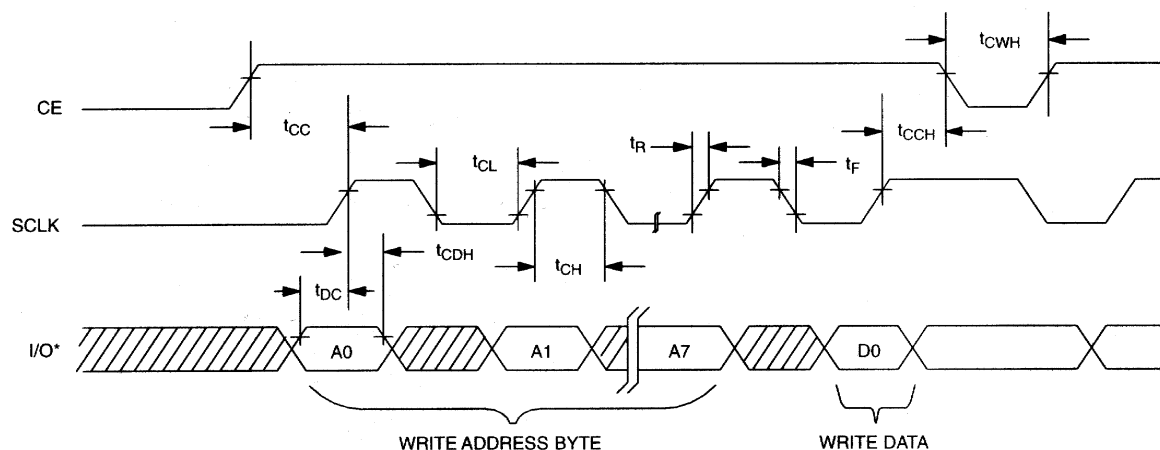 tCWH
CE
tCC
tCCH
tR
tCL
tF
SCLK
tCDH
tCH
tDC
I/O*
A0
A1
A7
D0
WRITE ADDRESS BYTE
WRITE DATA